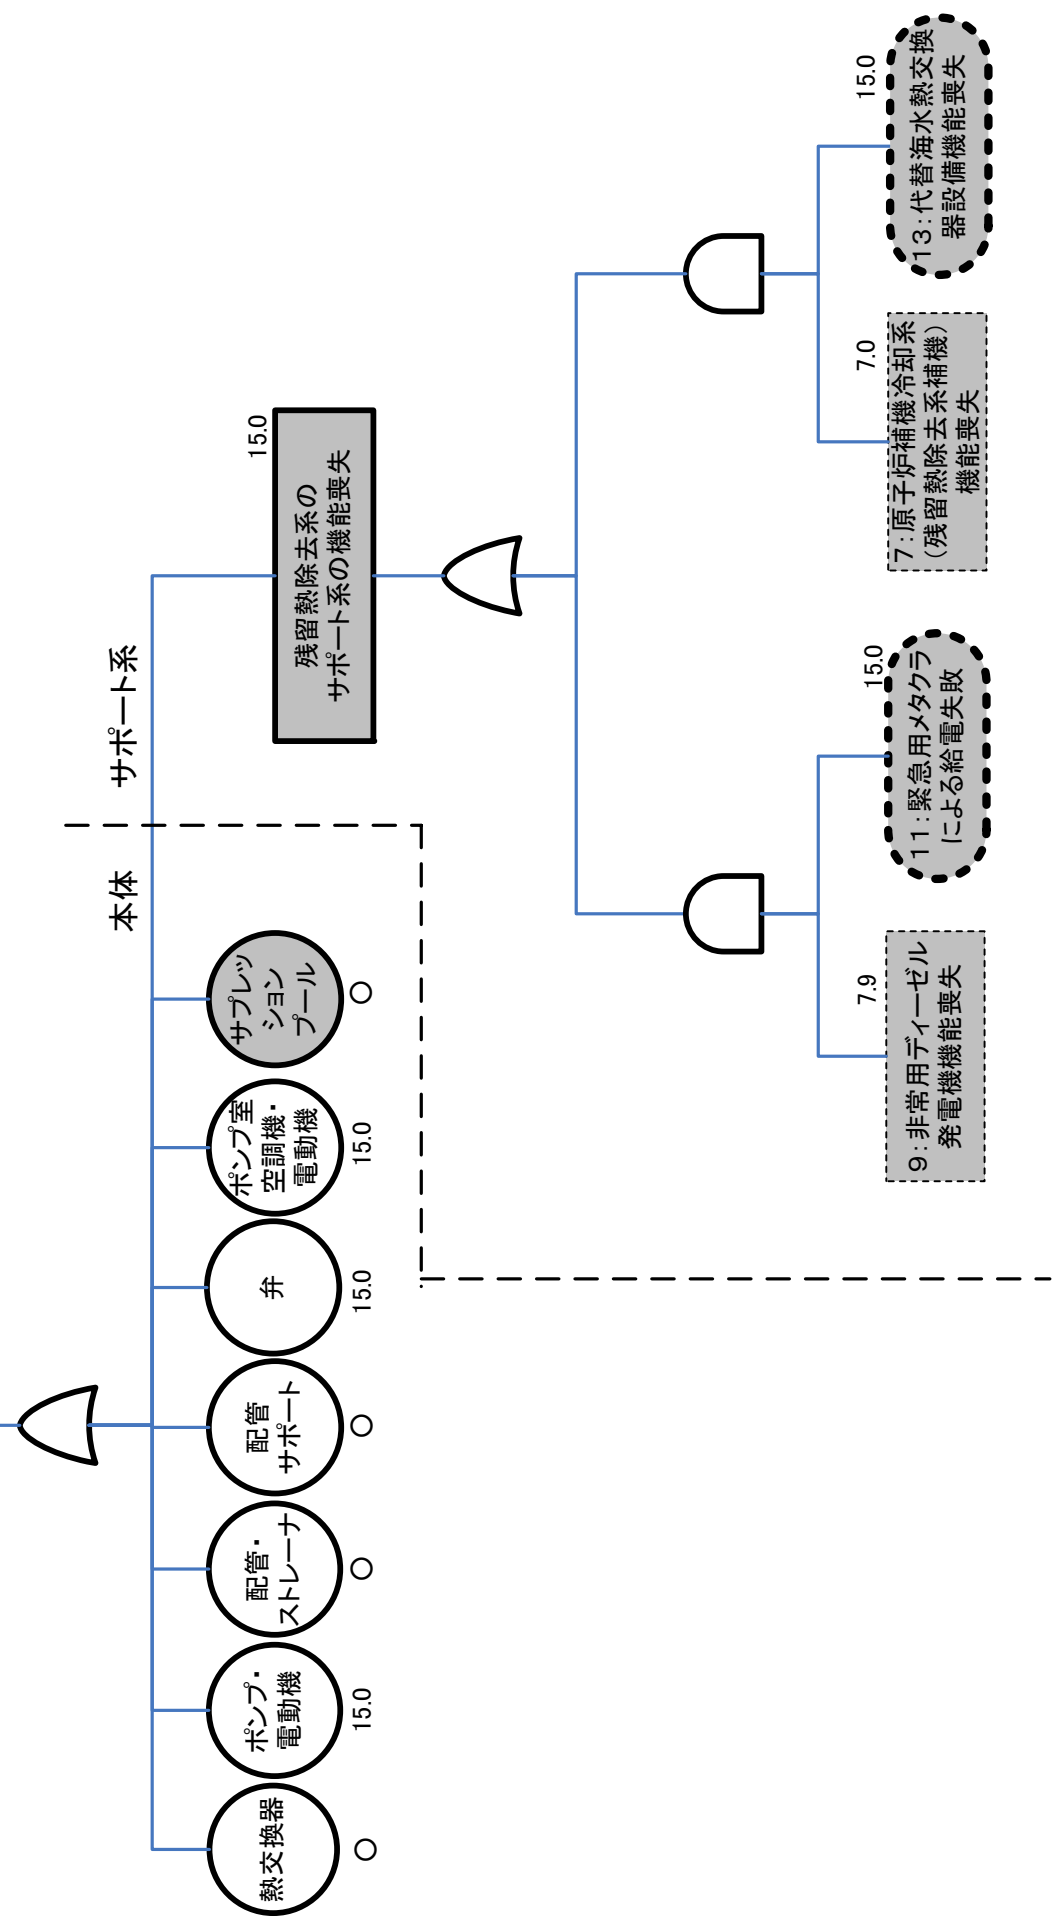 本体
サポート系
熱交換器
○
ポンプ・
電動機
15.0
配管・
ストレーナ
○
配管
サポート
○
弁
15.0
ポンプ室
空調機・
電動機
15.0
サプレッ
ション
プール
○
15.0
残留熱除去系の
サポート系の機能喪失
7.9
9:非常用ディーゼル
発電機機能喪失
15.0
11:緊急用メタクラ
による給電失敗
7.0
7:原子炉補機冷却系
(残留熱除去系補機)
機能喪失
15.0
13:代替海水熱交換
器設備機能喪失